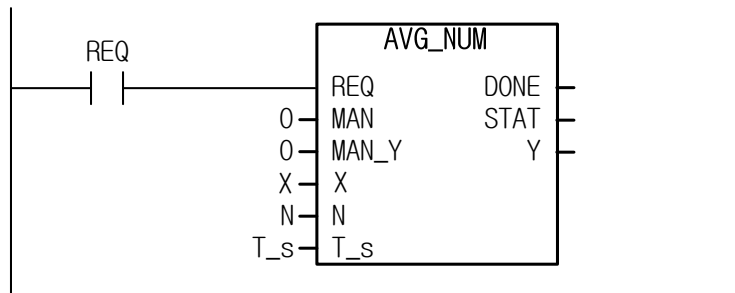 AVG_NUM
REQ
REQ DONE
0 MAN STAT
0 MAN_Y Y
X X
N N
T_s T_s